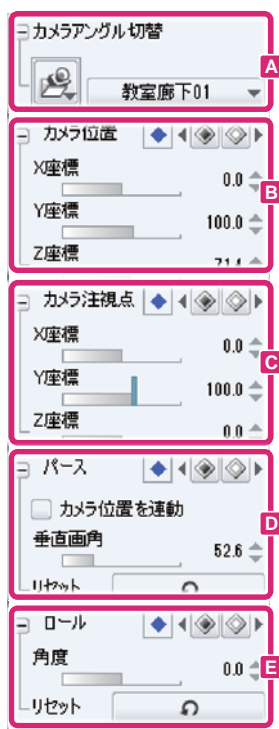 カメラアングル切替
A
教室廊下01
カメラ位置
X座標
0.0
B
Y座標
100.0
Z座標
71.4
カメラ注視点
X座標
0.0
C
Y座標
100.0
Z座標
0.0
パース
カメラ位置を連動
D
垂直画角
52.6
リセット
ロール
角度
0.0
E
リセット